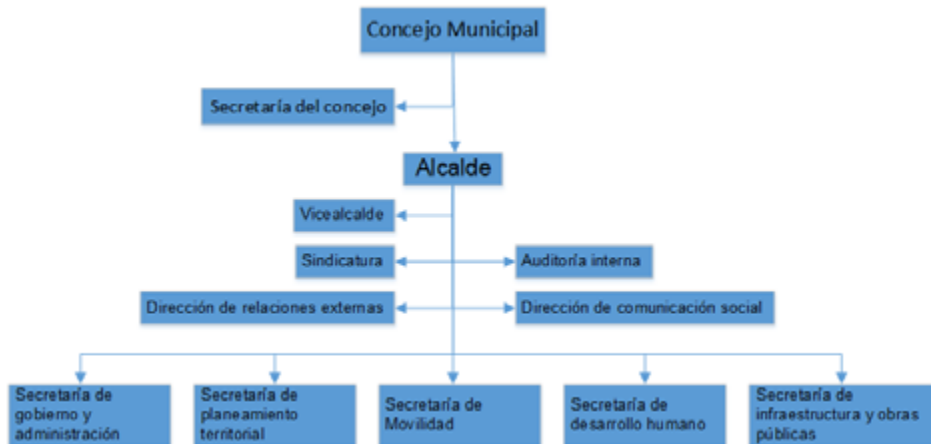 Concejo Municipal
Secretaría del concejo
Alcalde
Vicealcalde
Sindicatura
Auditoría interna
Dirección de relaciones externas
Dirección de comunicación social
Secretaría de
gobierno y
administración
Secretaría de
planeamiento
territorial
Secretaría de
Movilidad
Secretaría de
desarrollo humano
Secretaría de
infraestructura y obras
públicas